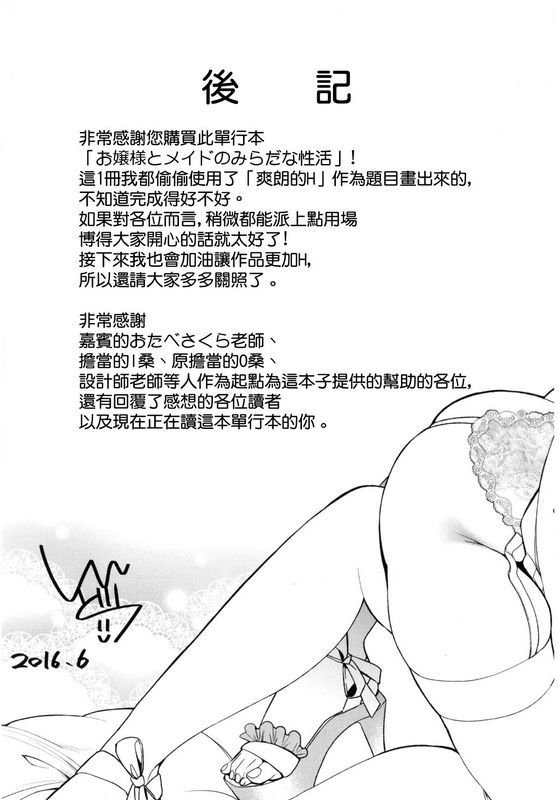 後記
非常感謝您購買此單行本
「お嬢様とメイドのみらだな性活」!
這1冊我都偷偷使用了「爽朗的H」作為題目畫出來的,
不知道完成得好不好。
如果對各位而言,稍微都能派上點用場
博得大家開心的話就太好了!
接下來我也會加油讓作品更加H,
所以還請大家多多關照了。
非常感謝
嘉賓的おたべさくら老師、
擔當的I桑、原擔當的O桑、
設計師老師等人作為起點為這本子提供的幫助的各位,
還有回覆了感想的各位讀者
以及現在正在讀這本單行本的你。
2016.6